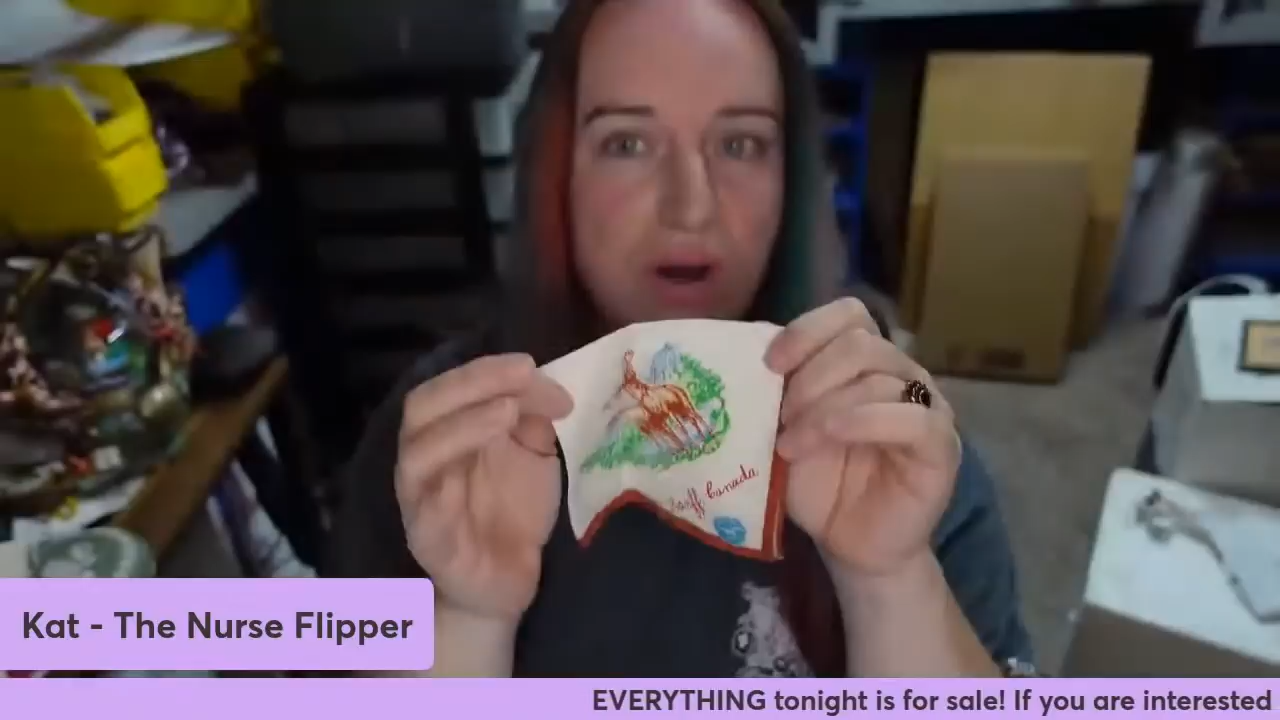 Canada
Kat - The Nurse Flipper
EVERYTHING tonight is for sale! If you are interested